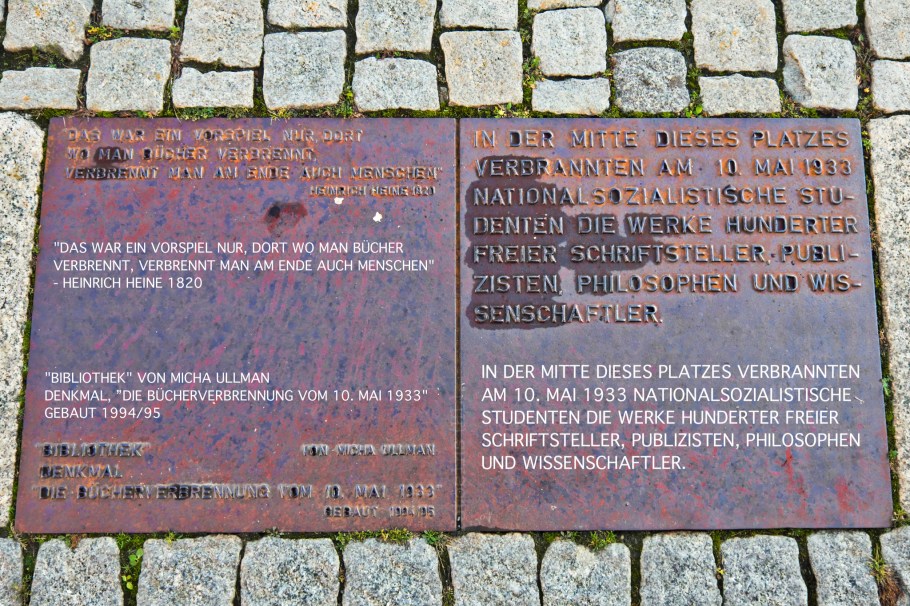 "DAS WAR EIN VORSPIEL NUR, DORT
WO MAN BÜCHER VERBRENNT,
VERBRENNT MAN AM ENDE AUCH MENSCHEN"
HEINRICH HEINE 1820
"DAS WAR EIN VORSPIEL NUR, DORT WO MAN BÜCHER
VERBRENNT, VERBRENNT MAN AM ENDE AUCH MENSCHEN"
- HEINRICH HEINE 1820
"BIBLIOTHEK" VON MICHA ULLMAN
DENKMAL, "DIE BÜCHERVERBRENNUNG VOM 10. MAI 1933"
GEBAUT 1994/95
"BIBLIOTHEK" VON MICHA ULLMAN
DENKMAL
"DIE BÜCHERVERBRENNUNG VOM 10. MAI 1933"
GEBAUT 1994/95
IN DER MITTE DIESES PLATZES
VERBRANNTEN AM 10. MAI 1933
NATIONALSOZIALISTISCHE STU-
DENTEN DIE WERKE HUNDERTER
FREIER SCHRIFTSTELLER, PUBLI-
ZISTEN, PHILOSOPHEN UND WIS-
SENSCHAFTLER.
IN DER MITTE DIESES PLATZES VERBRANNTEN
AM 10. MAI 1933 NATIONALSOZIALISTISCHE
STUDENTEN DIE WERKE HUNDERTER FREIER
SCHRIFTSTELLER, PUBLIZISTEN, PHILOSOPHEN
UND WISSENSCHAFTLER.